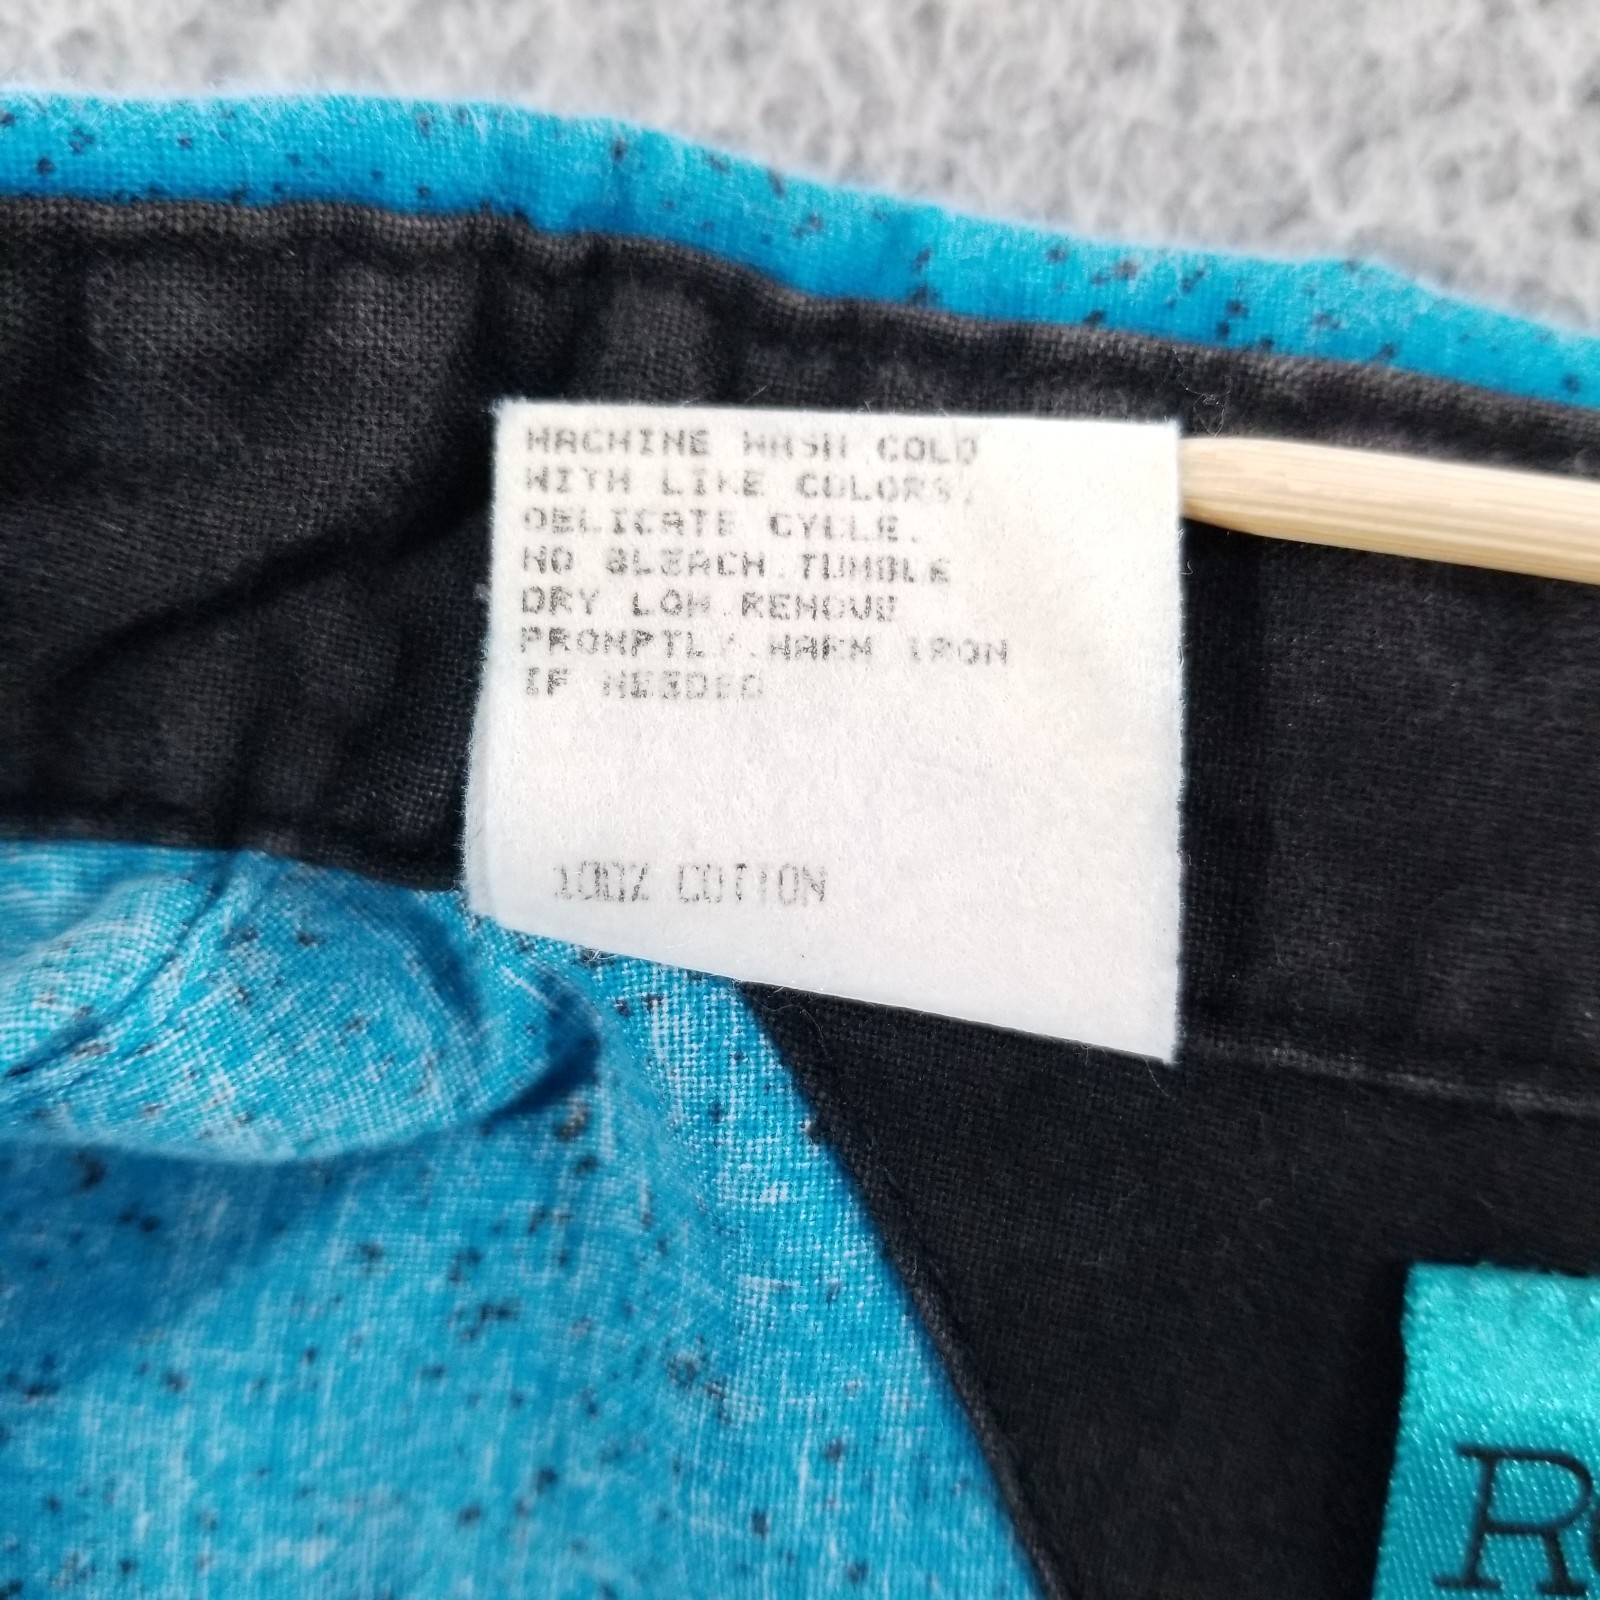 MACHINE WASH COLD
WITH LIKE COLORS.
DELICATE CYCLE.
NO BLEACH.TUMBLE
DRY LOW.REMOVE
PROMPTLY.WARM IRON
IF NEEDED
100% COTTON